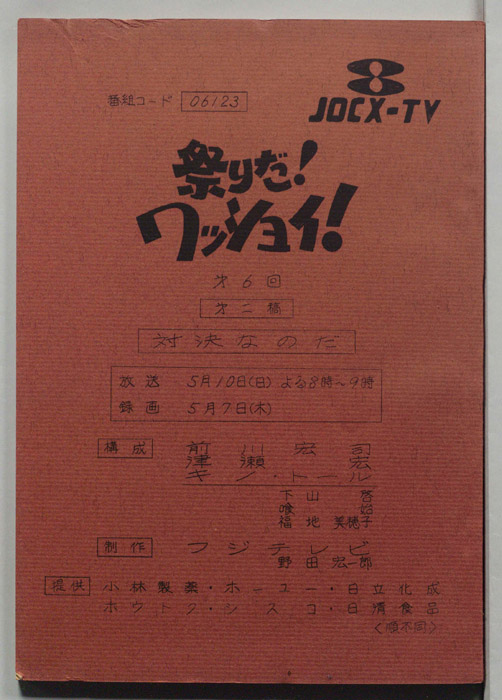 番組コード 06123
JOCX-TV
祭りだ!
ワッショイ!
第6回
第二稿
対決なのだ
放送 5月10日(日) よる8時~9時
録画 5月7日(木)
構成 前川宏司
津瀬宏
キノ・トール
下山啓
喰始
福地美穂子
制作 フジテレビ
野田宏一郎
提供 小林製薬・ホーユー・日立化成
ホウトク・シスコ・日清食品
<順不同>